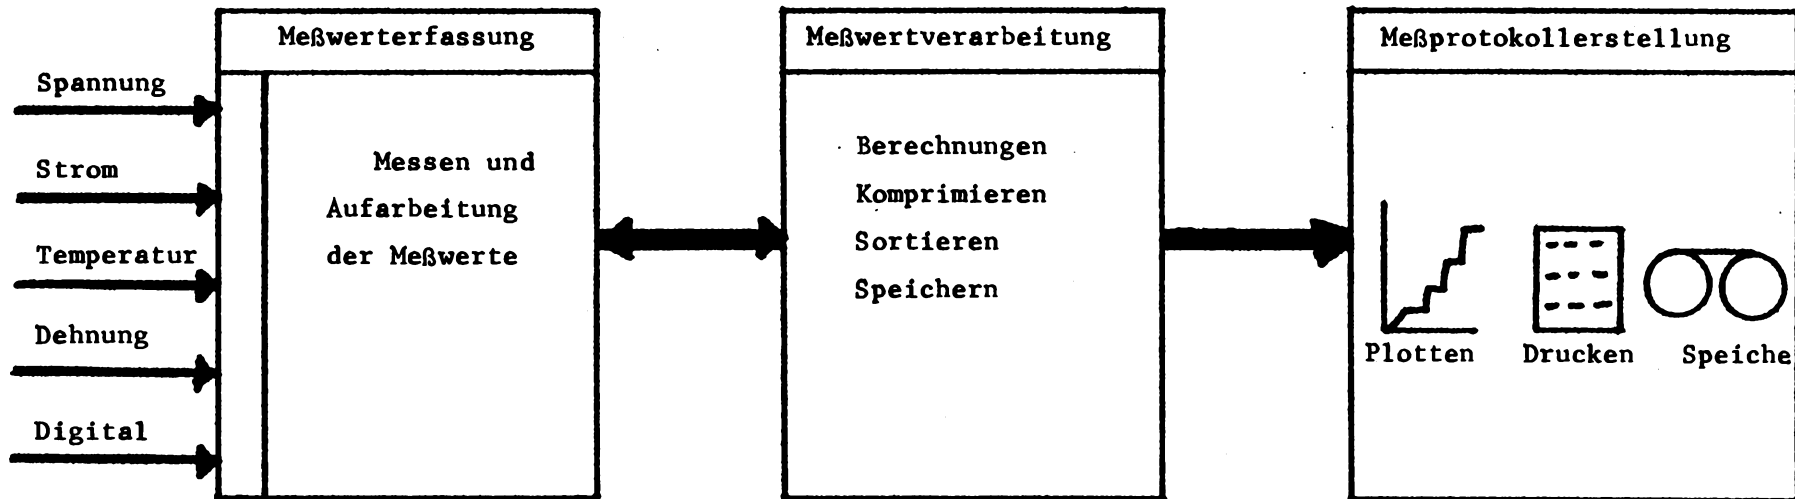 Meßwerterfassung
Meßwertverarbeitung
Meßprotokollerstellung
Spannung
Strom
Temperatur
Dehnung
Digital
Messen und
Aufarbeitung
der Meßwerte
Berechnungen
Komprimieren
Sortieren
Speichern
Plotten
Drucken
Speiche